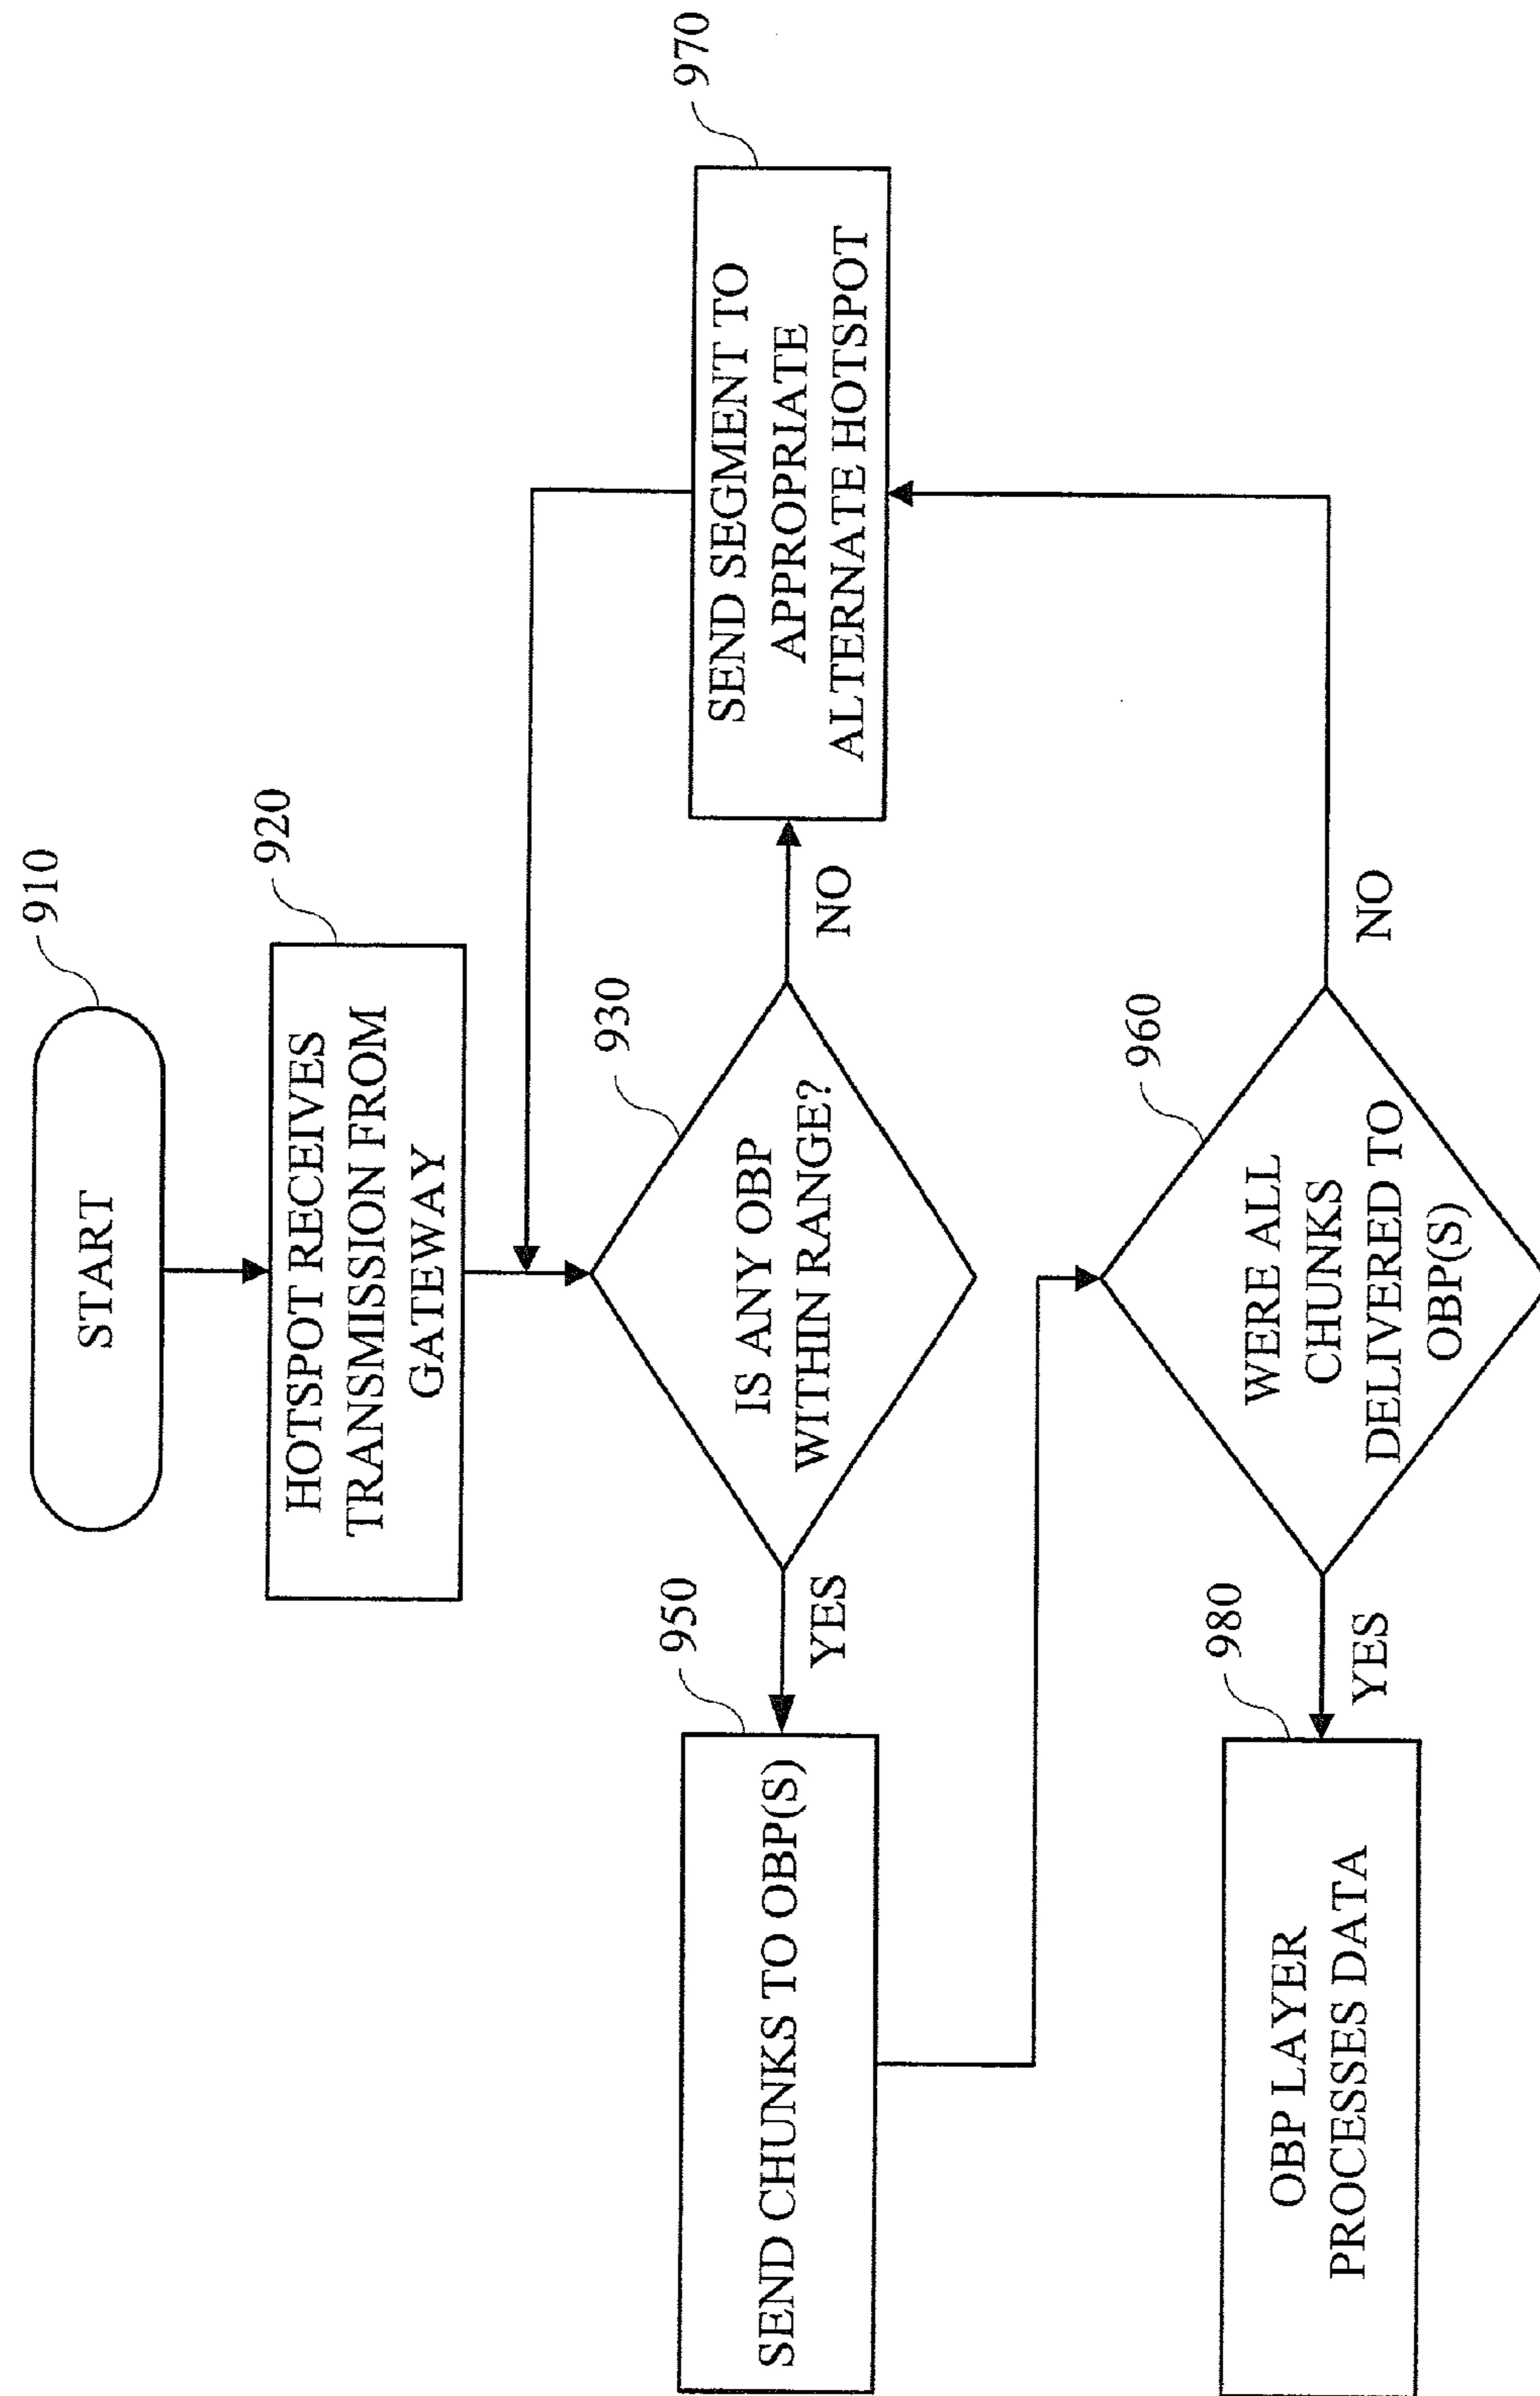 START
910
HOTSPOT RECEIVES
TRANSMISSION FROM
GATEWAY
920
IS ANY OBP
WITHIN RANGE?
930
NO
YES
SEND SEGMENT TO
APPROPRIATE
ALTERNATE HOTSPOT
970
SEND CHUNKS TO OBP(S)
950
WERE ALL
CHUNKS
DELIVERED TO
OBP(S)
960
NO
YES
OBP LAYER
PROCESSES DATA
980